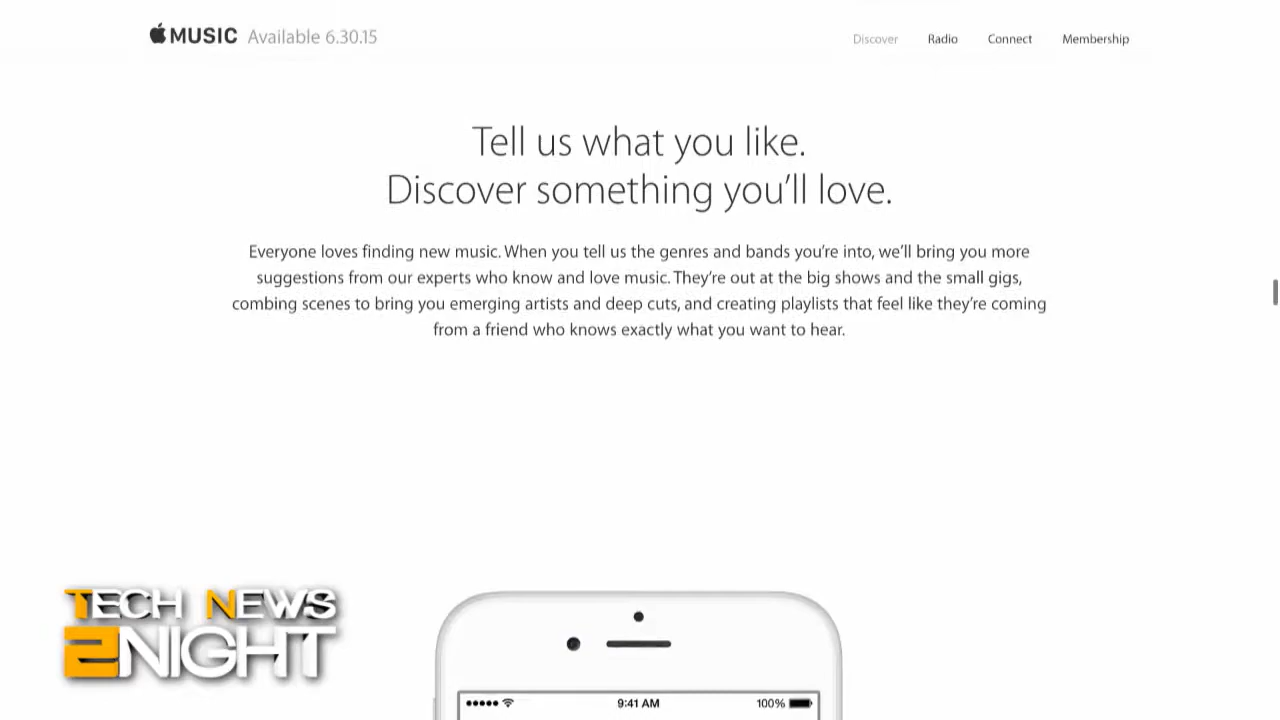 MUSIC Available 6.30.15
Discover Radio Connect Membership
Tell us what you like.
Discover something you’ll love.
Everyone loves finding new music. When you tell us the genres and bands you’re into, we’ll bring you more
suggestions from our experts who know and love music. They’re out at the big shows and the small gigs,
combing scenes to bring you emerging artists and deep cuts, and creating playlists that feel like they’re coming
from a friend who knows exactly what you want to hear.
TECH NEWS
2NIGHT
9:41 AM 100%